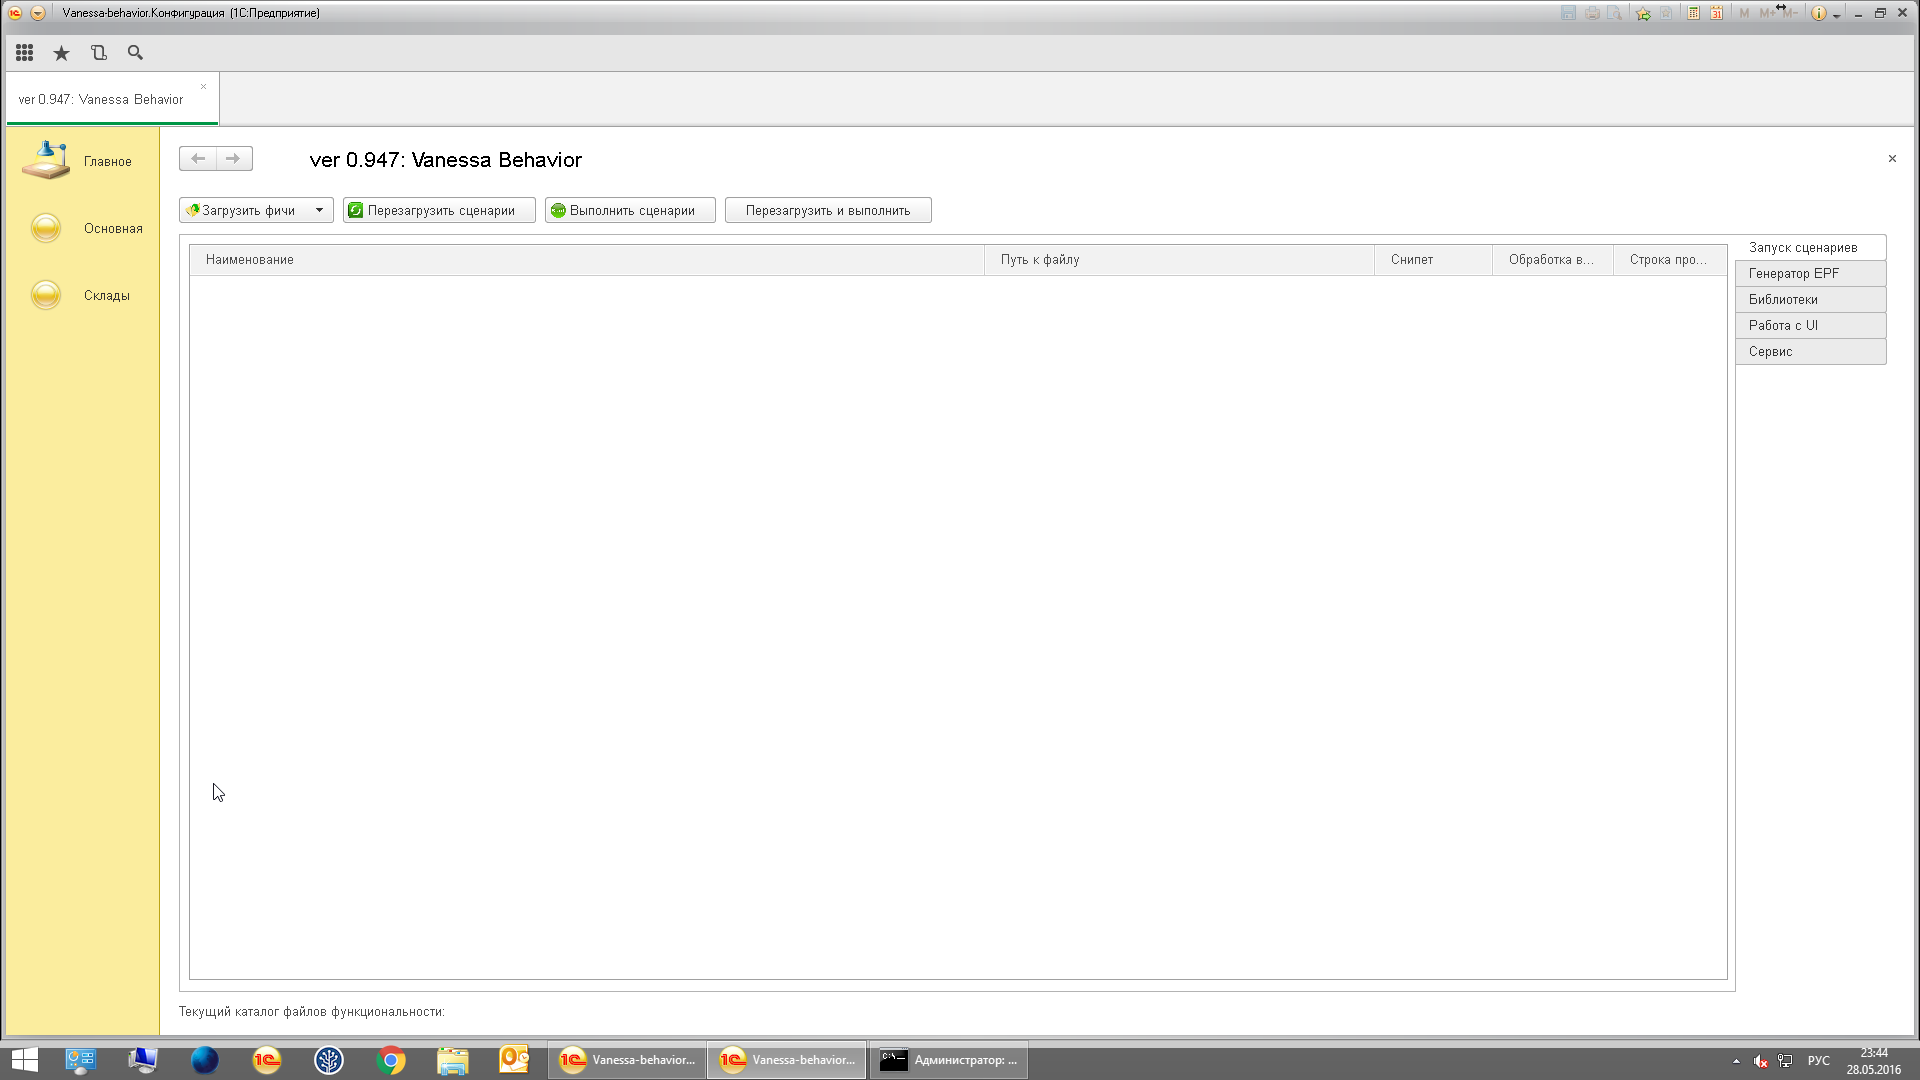 Vanessa-behavior.Конфигурация (1С:Предприятие)
M M+ M-
ver 0.947: Vanessa Behavior
Главное
Основная
Склады
ver 0.947: Vanessa Behavior
Загрузить фичи
Перезагрузить сценарии
Выполнить сценарии
Перезагрузить и выполнить
Наименование
Путь к файлу
Снипет
Обработка в...
Строка про...
Запуск сценариев
Генератор EPF
Библиотеки
Работа с UI
Сервис
Текущий каталог файлов функциональности:
Vanessa-behavior...
Vanessa-behavior...
Администратор: ...
РУС
23:44
28.05.2016